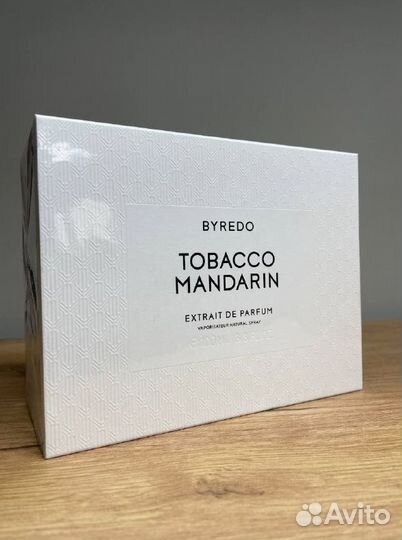 BYREDO
TOBACCO
MANDARIN
EXTRAIT DE PARFUM
VAPORISATEUR NATURAL SPRAY
Avito